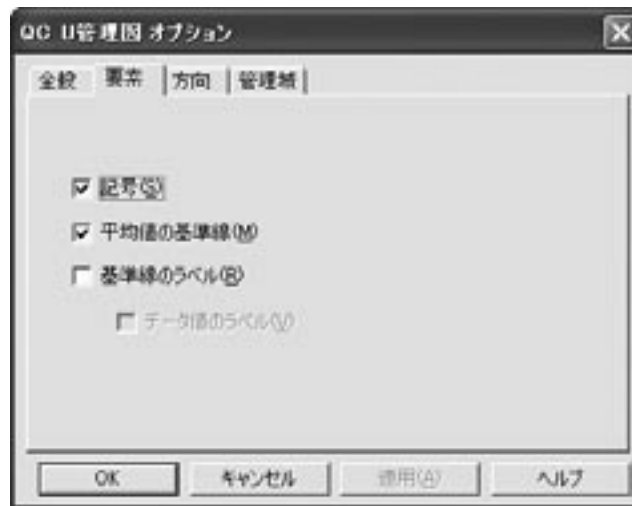 QC U管理図 オプション
全般 要素 方向 管理域
記号(S)
平均値の基準線(M)
基準線のラベル(R)
データ値のラベル(V)
OK キャンセル 適用(A) ヘルプ